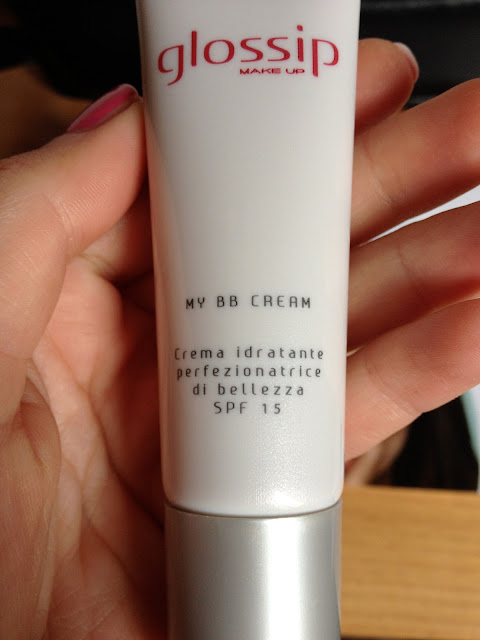 glossip
MAKE UP
MY BB CREAM
Crema idratante
perfezionatrice
di bellezza
SPF 15